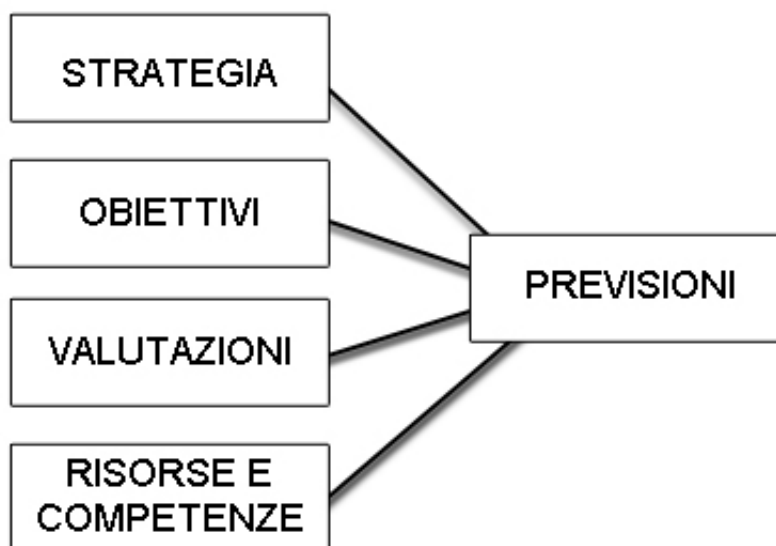 STRATEGIA
OBIETTIVI
PREVISIONI
VALUTAZIONI
RISORSE E
COMPETENZE